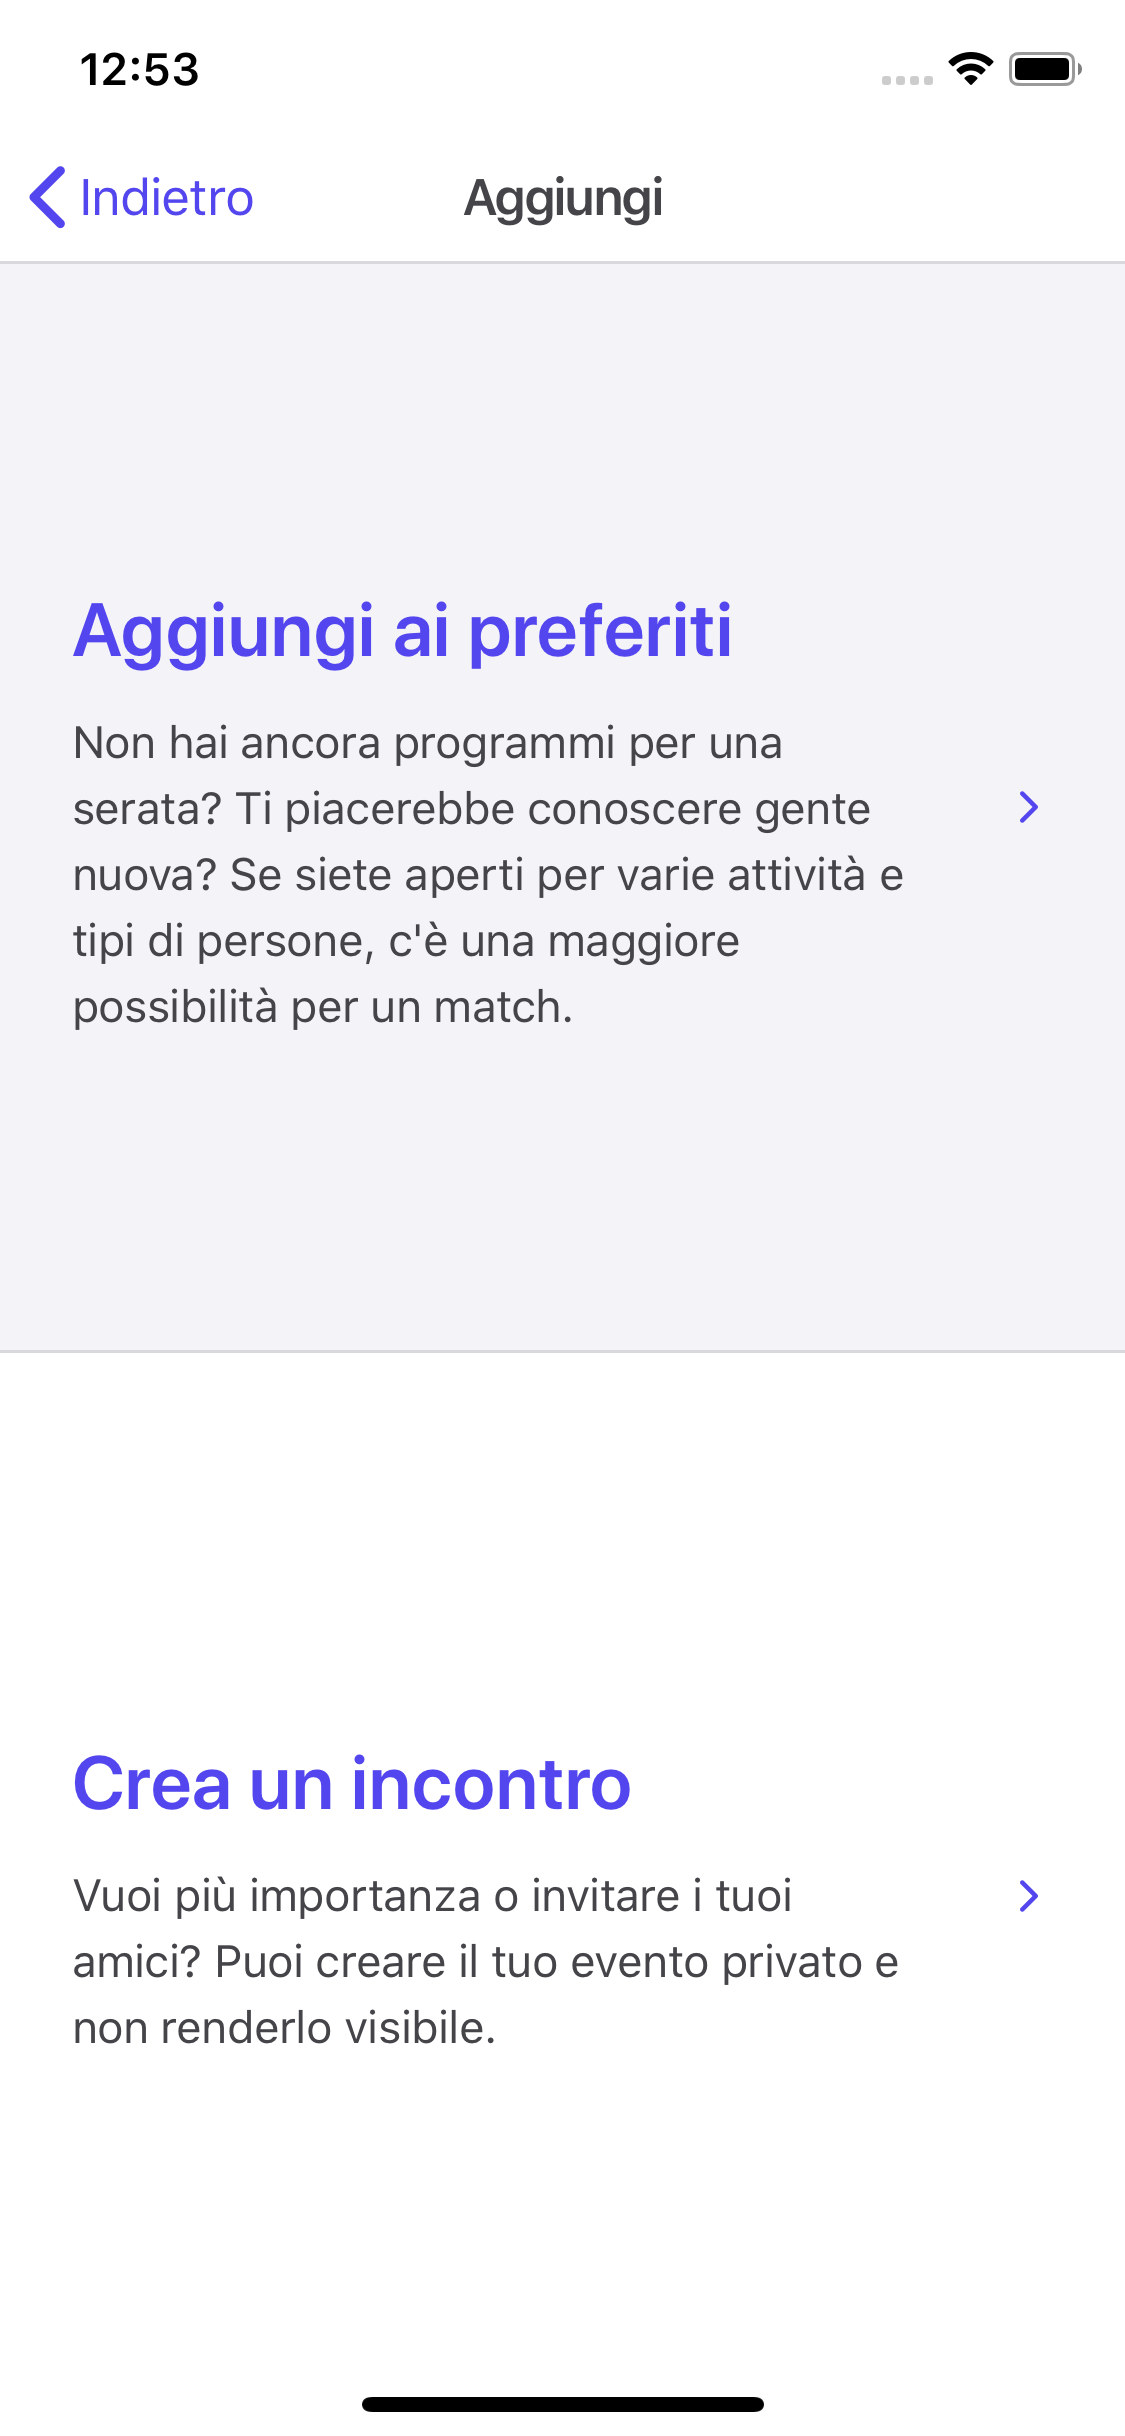 12:53
Indietro
Aggiungi
Aggiungi ai preferiti
Non hai ancora programmi per una
serata? Ti piacerebbe conoscere gente
nuova? Se siete aperti per varie attività e
tipi di persone, c'è una maggiore
possibilità per un match.
Crea un incontro
Vuoi più importanza o invitare i tuoi
amici? Puoi creare il tuo evento privato e
non renderlo visibile.